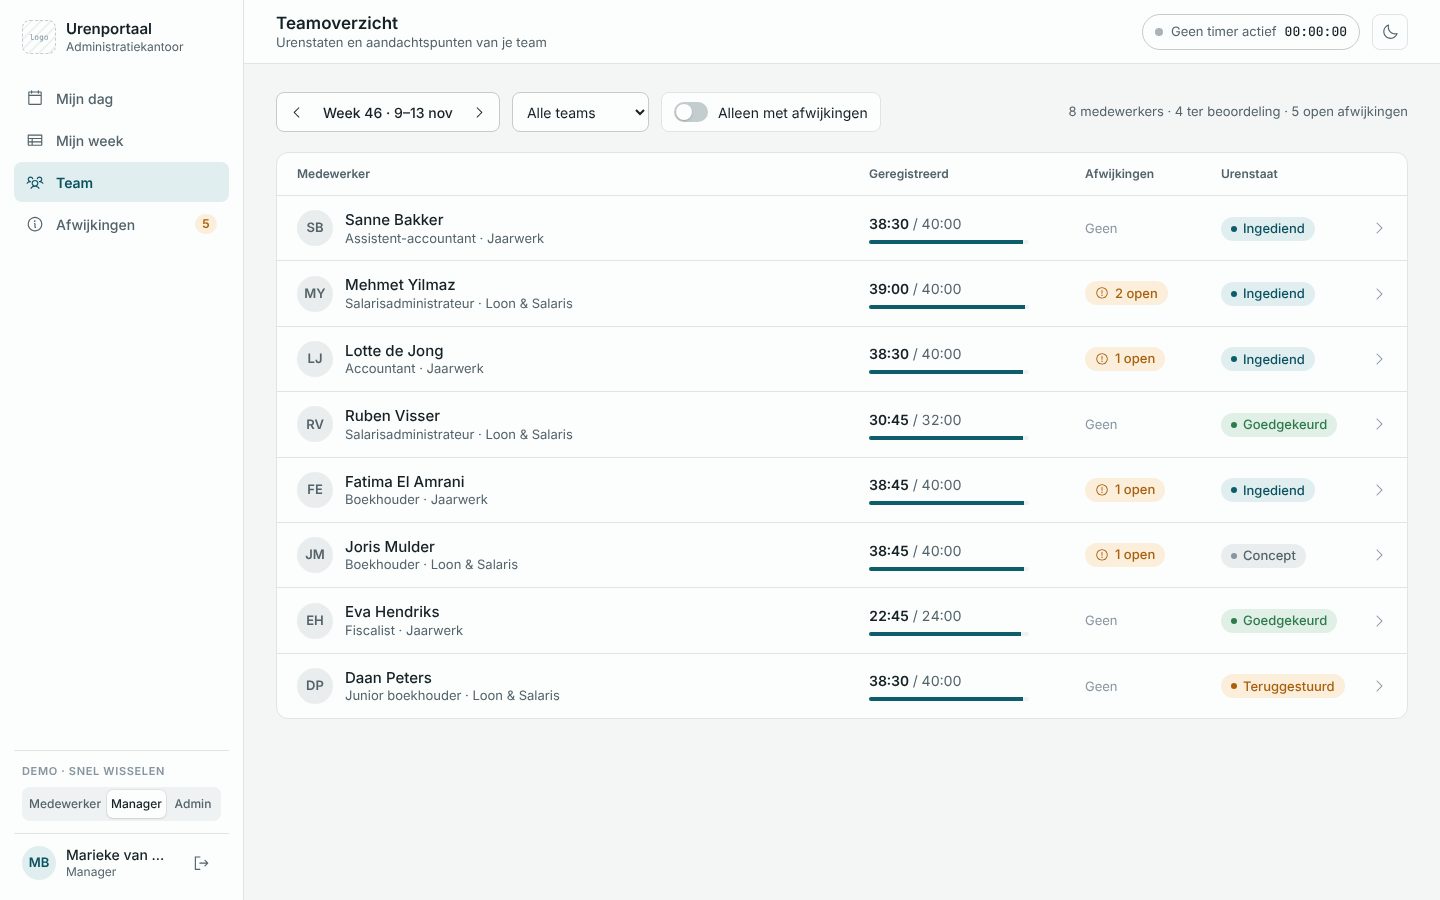 Logo
Urenportaal
Administratiekantoor
Mijn dag
Mijn week
Team
Afwijkingen 5
DEMO · SNEL WISSELEN
Medewerker Manager Admin
MB
Marieke van ...
Manager
Teamoverzicht
Urenstaten en aandachtspunten van je team
Geen timer actief 00:00:00
Week 46 · 9–13 nov
Alle teams
Alleen met afwijkingen
8 medewerkers · 4 ter beoordeling · 5 open afwijkingen
Medewerker Geregistreerd Afwijkingen Urenstaat
SB Sanne Bakker 38:30 / 40:00 Geen Ingediend
Assistent-accountant · Jaarwerk
MY Mehmet Yilmaz 39:00 / 40:00 2 open Ingediend
Salarisadministrateur · Loon & Salaris
LJ Lotte de Jong 38:30 / 40:00 1 open Ingediend
Accountant · Jaarwerk
RV Ruben Visser 30:45 / 32:00 Geen Goedgekeurd
Salarisadministrateur · Loon & Salaris
FE Fatima El Amrani 38:45 / 40:00 1 open Ingediend
Boekhouder · Jaarwerk
JM Joris Mulder 38:45 / 40:00 1 open Concept
Boekhouder · Loon & Salaris
EH Eva Hendriks 22:45 / 24:00 Geen Goedgekeurd
Fiscalist · Jaarwerk
DP Daan Peters 38:30 / 40:00 Geen Teruggestuurd
Junior boekhouder · Loon & Salaris